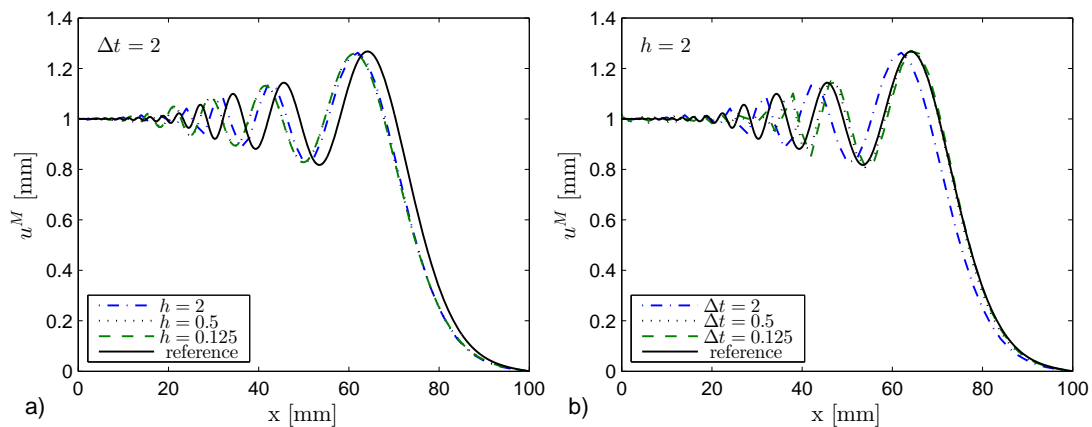 Δt = 2
1.4
1.2
1
0.8
0.6
0.4
0.2
0
u^M [mm]
h = 2
h = 0.5
h = 0.125
reference
0 20 40 60 80 100
x [mm]
a)
h = 2
1.4
1.2
1
0.8
0.6
0.4
0.2
0
u^M [mm]
Δt = 2
Δt = 0.5
Δt = 0.125
reference
0 20 40 60 80 100
x [mm]
b)